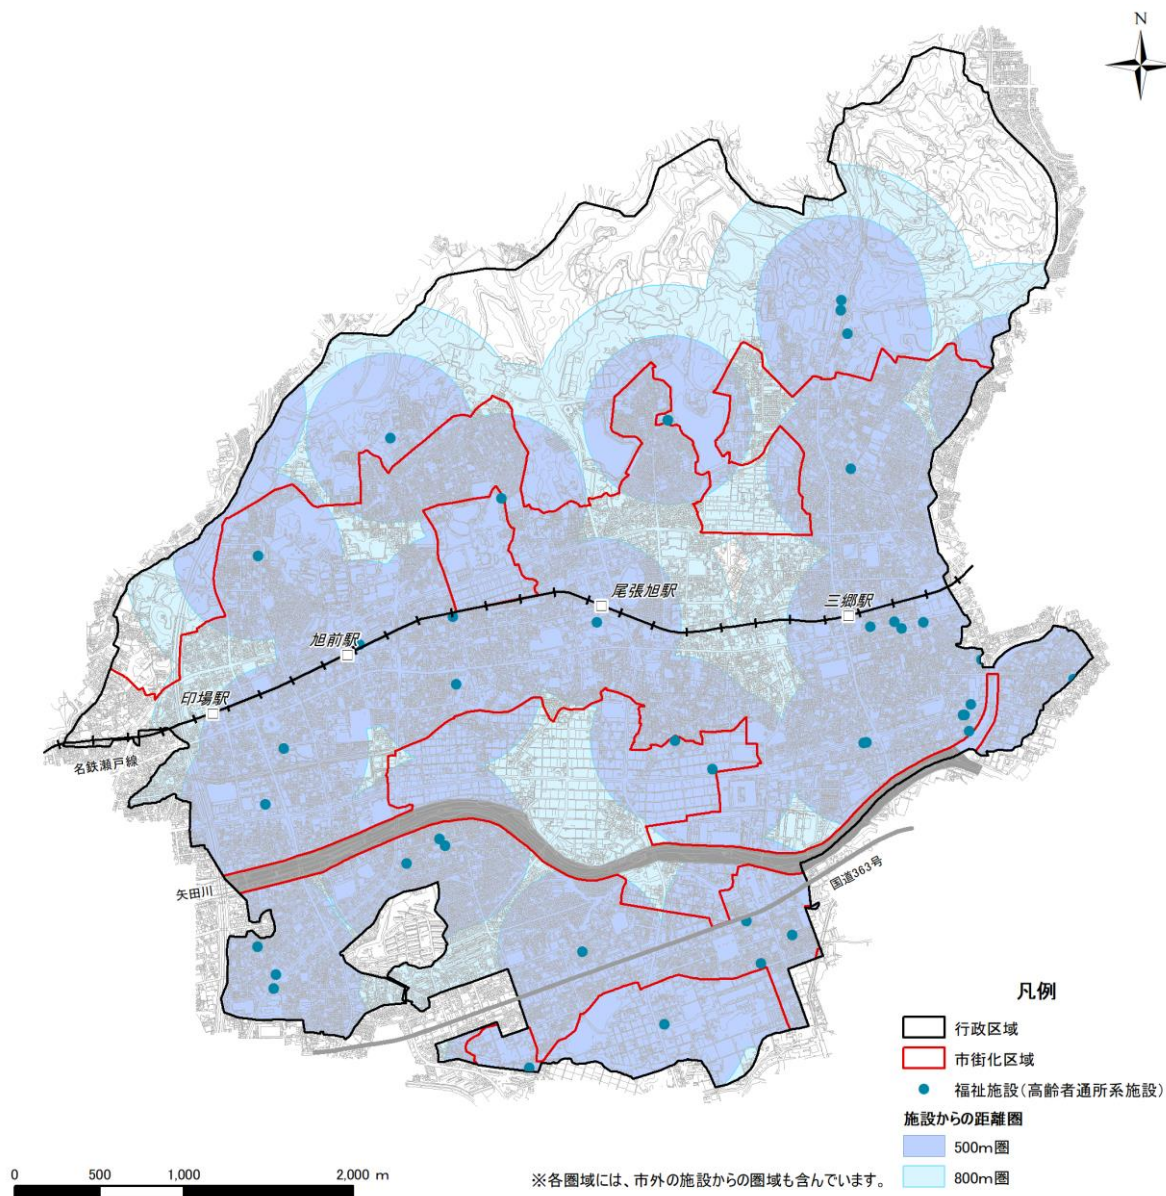 N
尾張旭駅
三郷駅
旭前駅
印場駅
名鉄瀬戸線
矢田川
国道363号
凡例
行政区域
市街化区域
福祉施設(高齢者通所系施設)
施設からの距離圏
500m圏
800m圏
0 500 1,000 2,000 m
※各圏域には、市外の施設からの圏域も含んでいます。